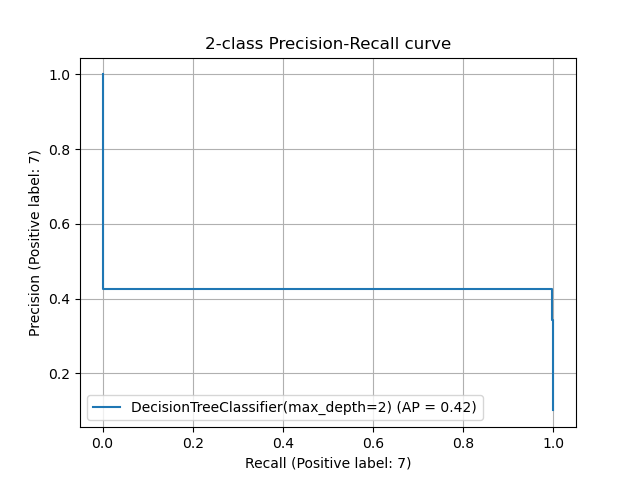 2-class Precision-Recall curve
Precision (Positive label: 7)
1.0
0.8
0.6
0.4
0.2
DecisionTreeClassifier(max_depth=2) (AP = 0.42)
0.0 0.2 0.4 0.6 0.8 1.0
Recall (Positive label: 7)